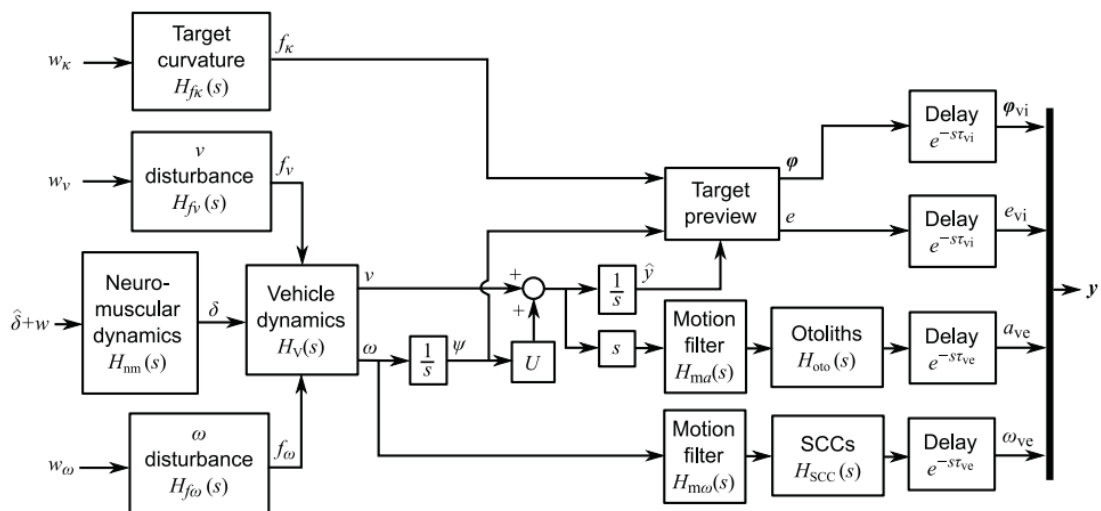 w_κ
Target
curvature
H_fκ(s)
f_κ
w_v
v
disturbance
H_fv(s)
f_v
δ̂+w
Neuro-
muscular
dynamics
H_nm(s)
δ
Vehicle
dynamics
H_V(s)
v
ω
w_ω
ω
disturbance
H_fω(s)
f_ω
1/s
ψ
U
+
+
1/s
ŷ
s
Target
preview
φ
e
Motion
filter
H_ma(s)
Otoliths
H_oto(s)
Motion
filter
H_mω(s)
SCCs
H_SCC(s)
Delay
e^{-sτ_vi}
φ_vi
Delay
e^{-sτ_vi}
e_vi
Delay
e^{-sτ_ve}
a_ve
Delay
e^{-sτ_ve}
ω_ve
y